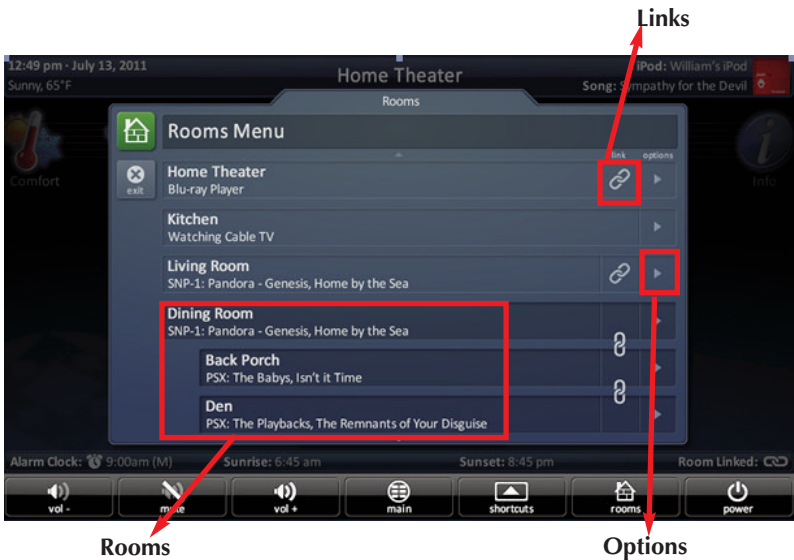 Links
12:49 pm · July 13, 2011
Sunny, 65°F
Home Theater
iPod: William's iPod
Song: Sympathy for the Devil
Rooms
Rooms Menu
link options
Comfort
Info
exit
Home Theater
Blu-ray Player
Kitchen
Watching Cable TV
Living Room
SNP-1: Pandora - Genesis, Home by the Sea
Dining Room
SNP-1: Pandora - Genesis, Home by the Sea
Back Porch
PSX: The Babys, Isn't it Time
Den
PSX: The Playbacks, The Remnants of Your Disguise
Alarm Clock: 9:00am (M) Sunrise: 6:45 am Sunset: 8:45 pm Room Linked:
vol - mute vol + main shortcuts rooms power
Rooms Options